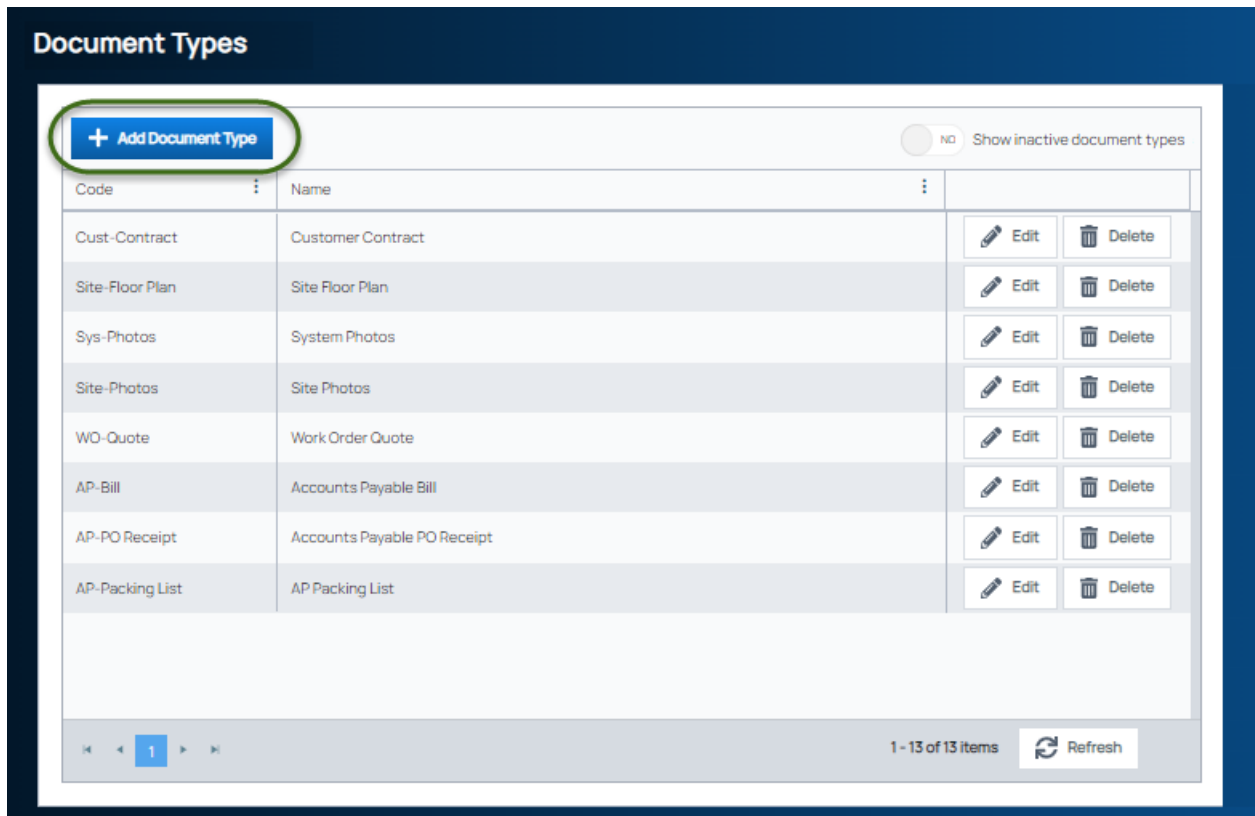 Document Types
+ Add Document Type NO Show inactive document types
Code Name
Cust-Contract Customer Contract Edit Delete
Site-Floor Plan Site Floor Plan Edit Delete
Sys-Photos System Photos Edit Delete
Site-Photos Site Photos Edit Delete
WO-Quote Work Order Quote Edit Delete
AP-Bill Accounts Payable Bill Edit Delete
AP-PO Receipt Accounts Payable PO Receipt Edit Delete
AP-Packing List AP Packing List Edit Delete
1 1 - 13 of 13 items Refresh